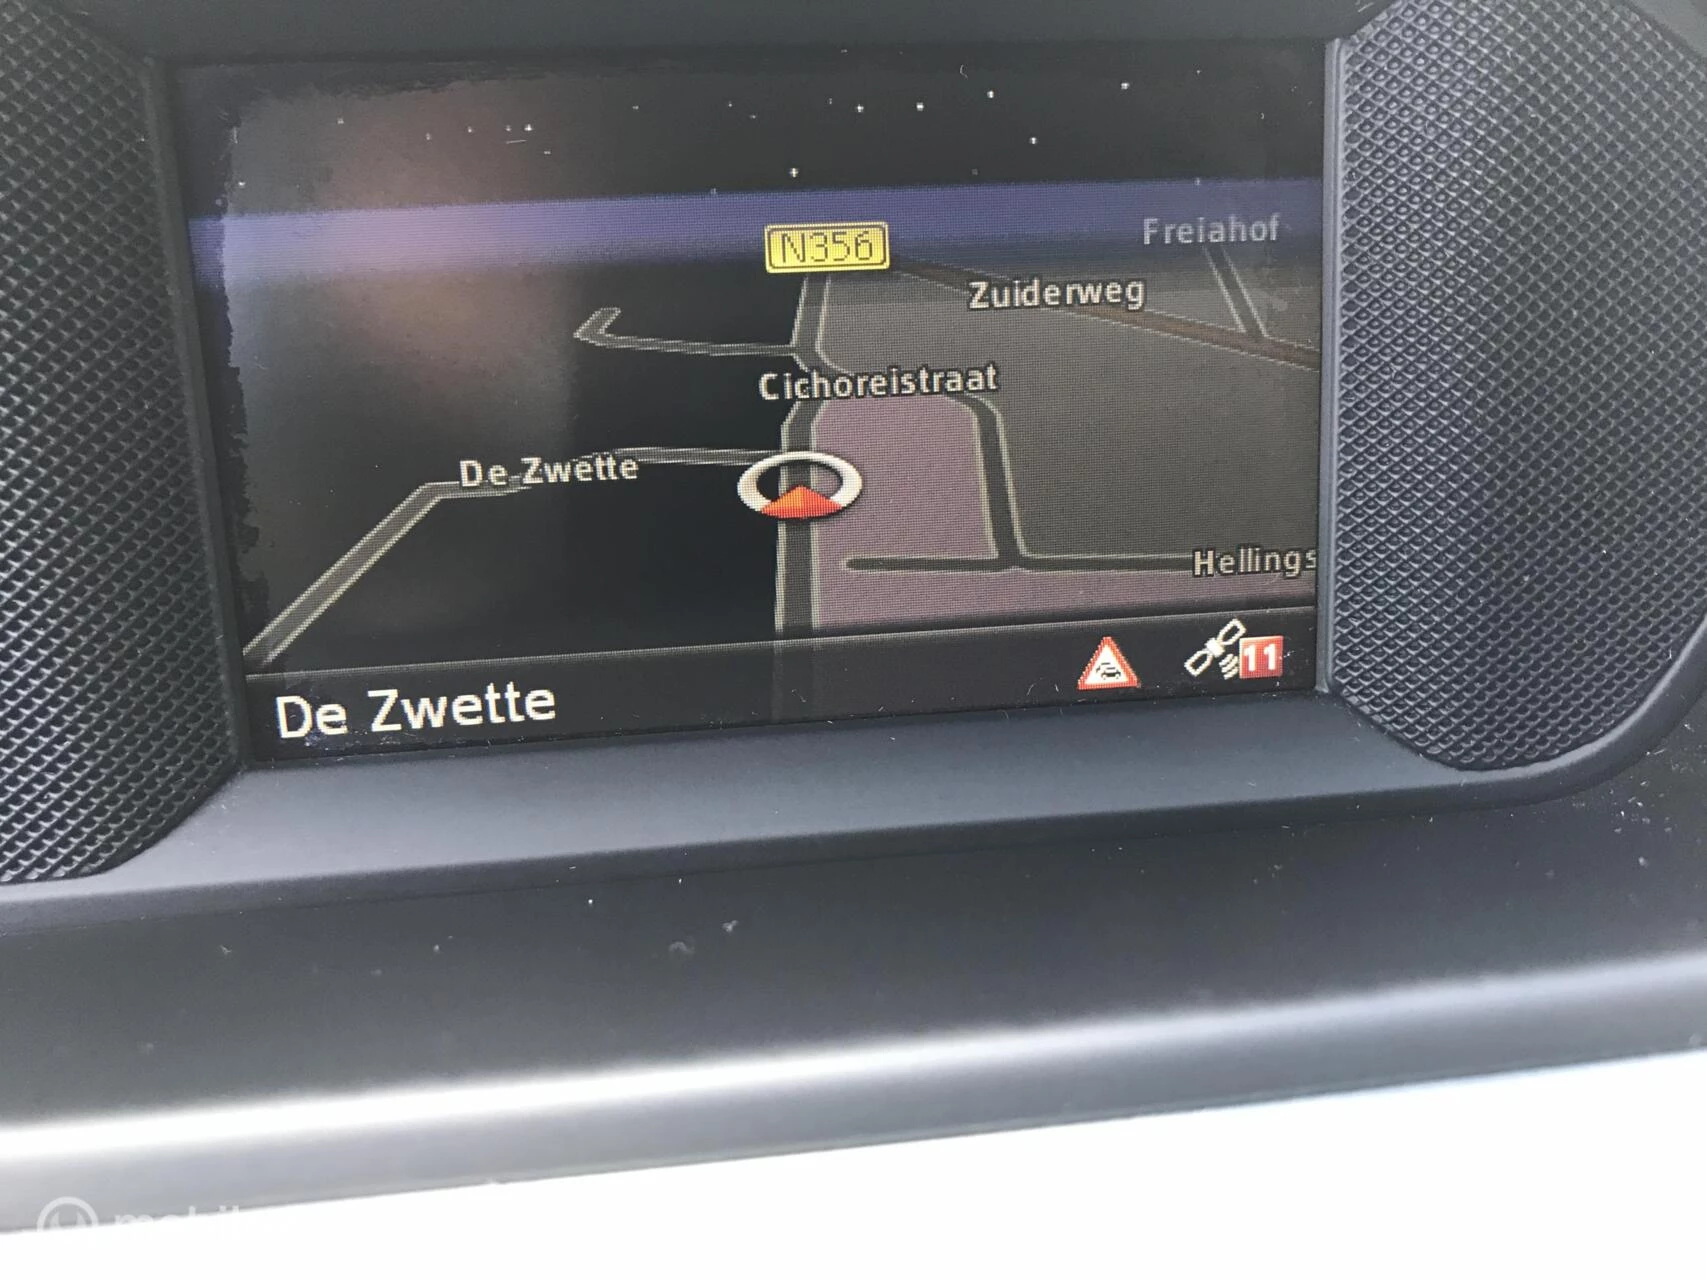 Freiahof
N356
Zuiderweg
Cichoreistraat
De Zwette
Hellings
De Zwette
11